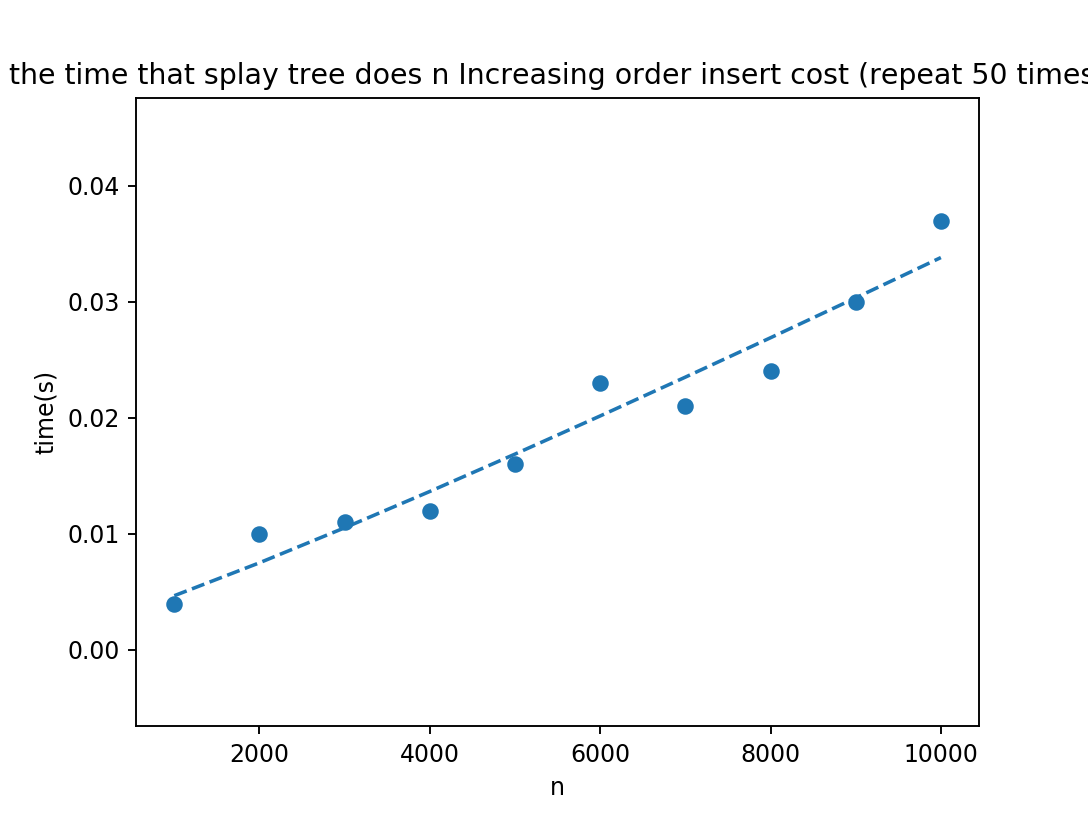 the time that splay tree does n Increasing order insert cost (repeat 50 times
0.04
0.03
0.02
0.01
0.00
time(s)
2000 4000 6000 8000 10000
n